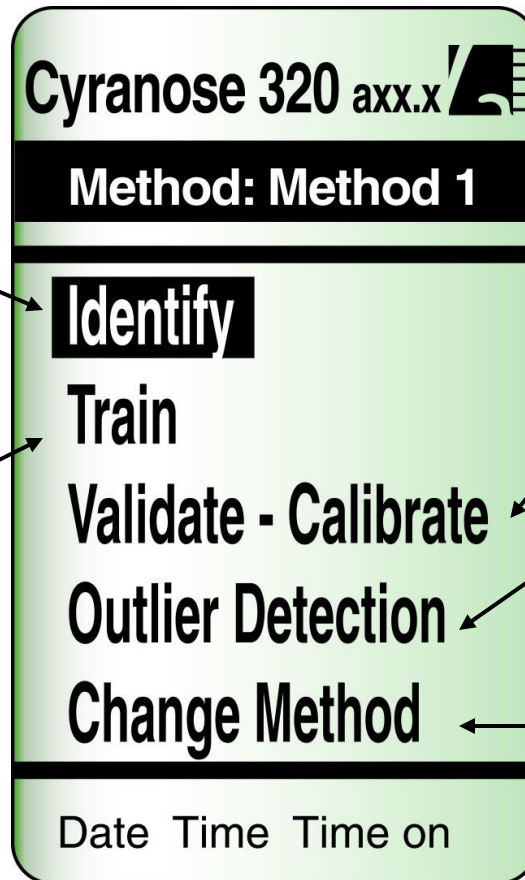 Cyranose 320 axx.x
Method: Method 1
Identify
Train
Validate - Calibrate
Outlier Detection
Change Method
Date Time Time on